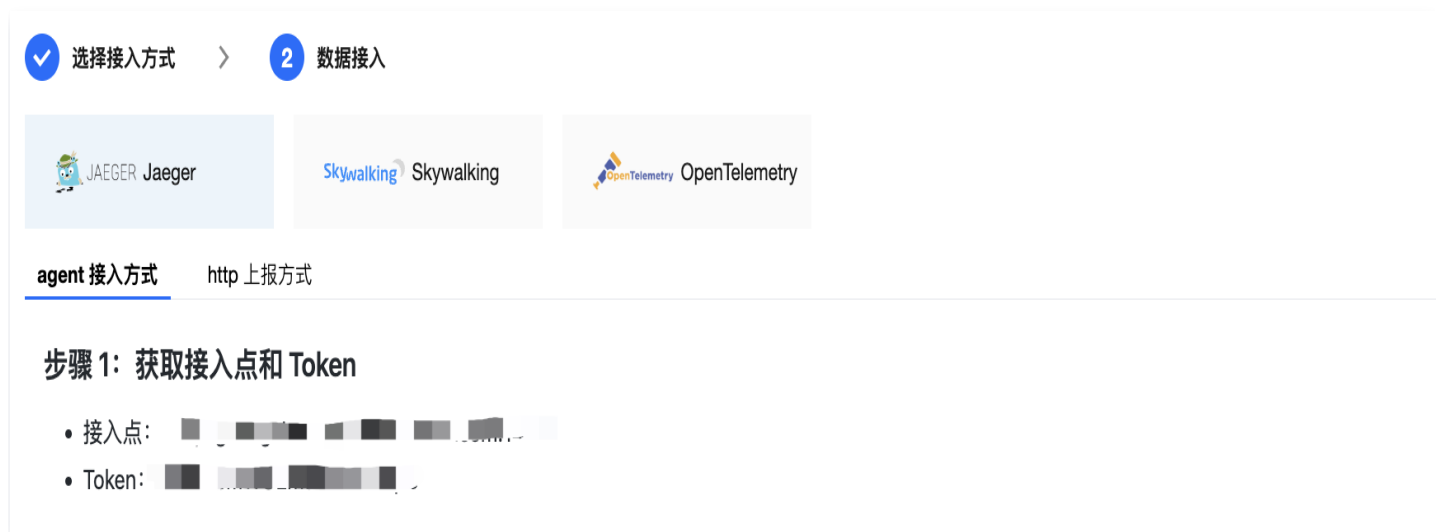 选择接入方式 2 数据接入
JAEGER Jaeger Skywalking Skywalking OpenTelemetry OpenTelemetry
agent 接入方式 http 上报方式
步骤 1：获取接入点和 Token
接入点：
Token：